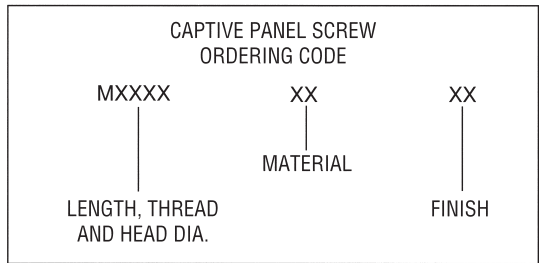 CAPTIVE PANEL SCREW
ORDERING CODE
MXXXX XX XX
MATERIAL
LENGTH, THREAD
AND HEAD DIA.
FINISH